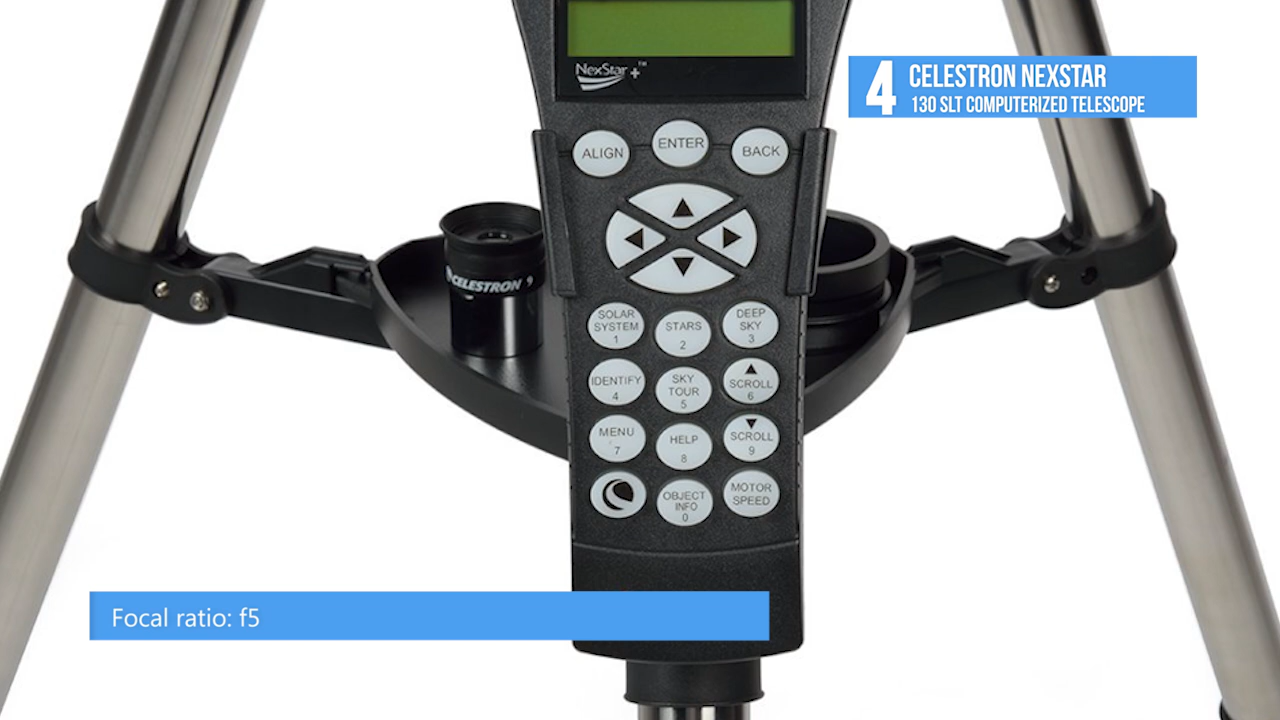 NexStar +™
4
CELESTRON NEXSTAR
130 SLT COMPUTERIZED TELESCOPE
ALIGN
ENTER
BACK
CELESTRON 9
SOLAR
SYSTEM
1
STARS
2
DEEP
SKY
3
IDENTIFY
4
SKY
TOUR
5
SCROLL
6
MENU
7
HELP
8
SCROLL
9
OBJECT
INFO
0
MOTOR
SPEED
Focal ratio: f5